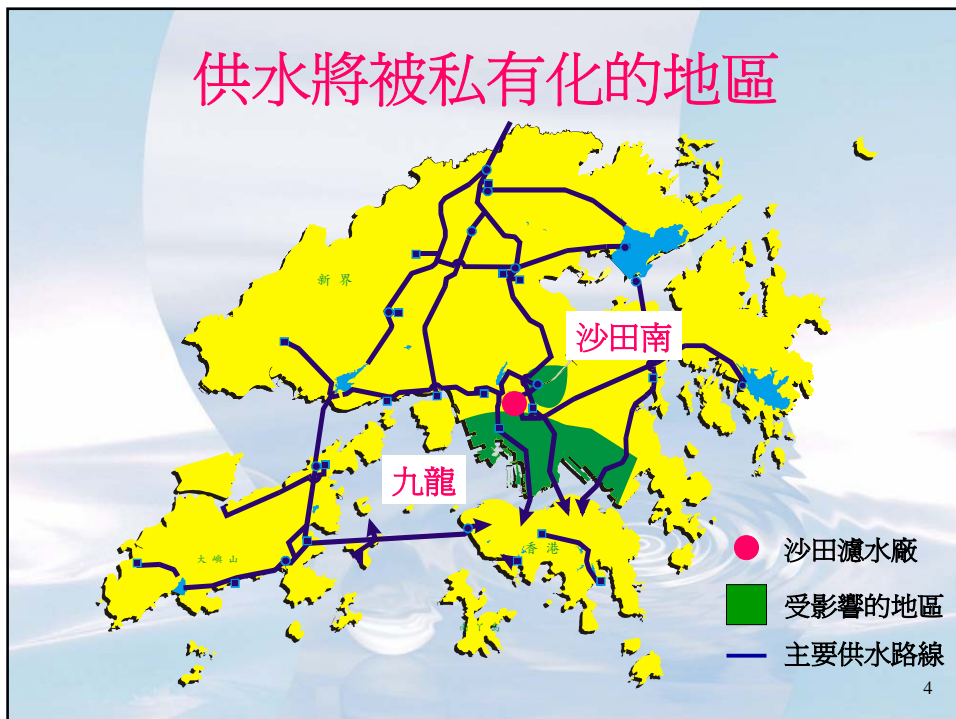 供水將被私有化的地區
新 界
沙田南
九龍
香 港
大 嶼 山
沙田濾水廠
受影響的地區
主要供水路線
4